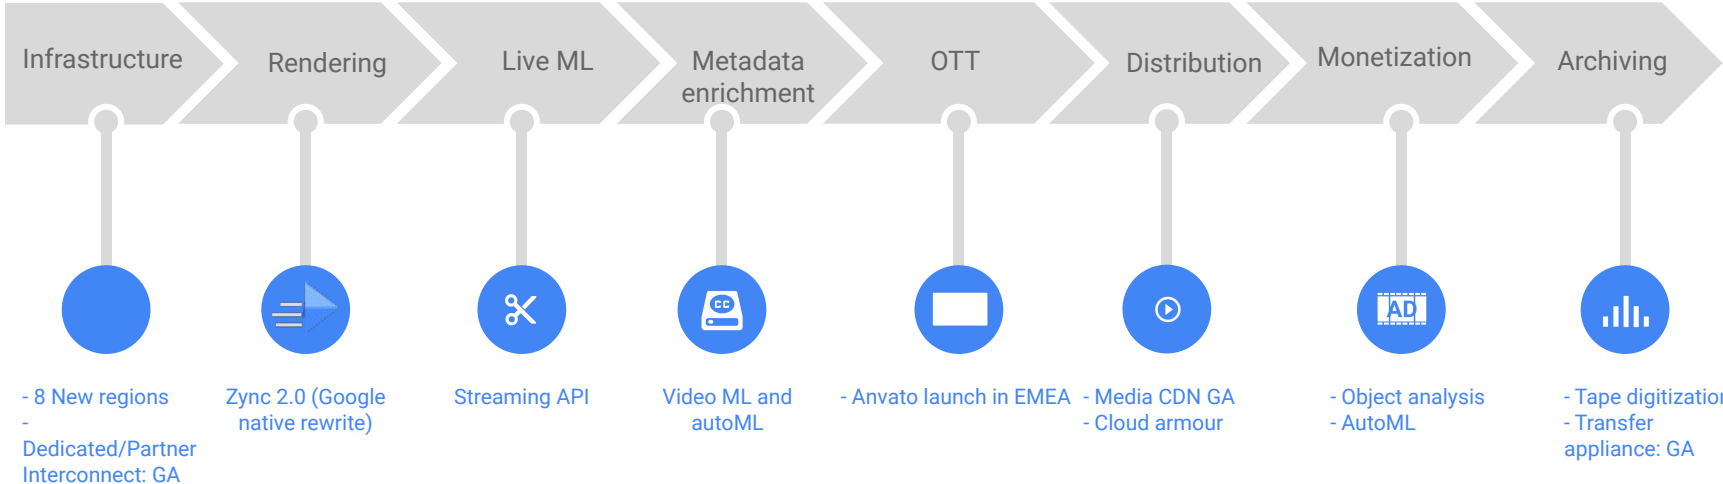 Infrastructure
Rendering
Live ML
Metadata
enrichment
OTT
Distribution
Monetization
Archiving
CC
AD
- 8 New regions
-
Dedicated/Partner
Interconnect: GA
Zync 2.0 (Google
native rewrite)
Streaming API
Video ML and
autoML
- Anvato launch in EMEA
- Media CDN GA
- Cloud armour
- Object analysis
- AutoML
- Tape digitization
- Transfer
appliance: GA